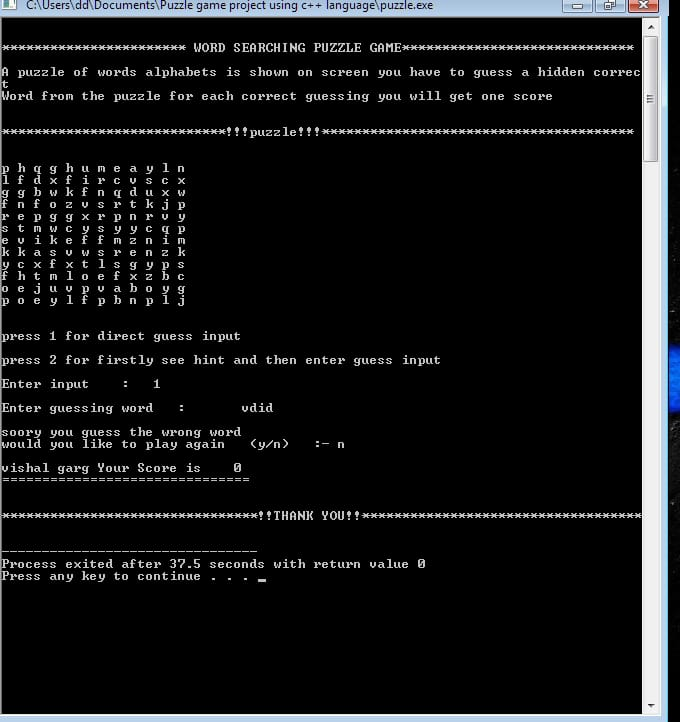 C:\Users\dd\Documents\Puzzle game project using c++ language\puzzle.exe
*********************** WORD SEARCHING PUZZLE GAME*****************************
A puzzle of words alphabets is shown on screen you have to guess a hidden correc
t
Word from the puzzle for each correct guessing you will get one score
****************************!!!puzzle!!!***************************************
p h q g h u m e a y l n
l f d x f i r c v s c x
g g b w k f n q d u x w
f n f o z v s r t k j p
r e p g g x r p n r v y
s t m w c y s y y c q p
e v i k e f f m z n i m
k k a s v w s r e n z k
y c x f x t l s g y p s
f h t m l o e f x z b c
o e j u v p v a b o y g
p o e y l f p b n p l j
press 1 for direct guess input
press 2 for firstly see hint and then enter guess input
Enter input    :   1
Enter guessing word   :       vdid
soory you guess the wrong word
would you like to play again   (y/n)   :- n
vishal garg Your Score is    0
===============================
********************************!!THANK YOU!!***********************************
--------------------------------
Process exited after 37.5 seconds with return value 0
Press any key to continue . . . _